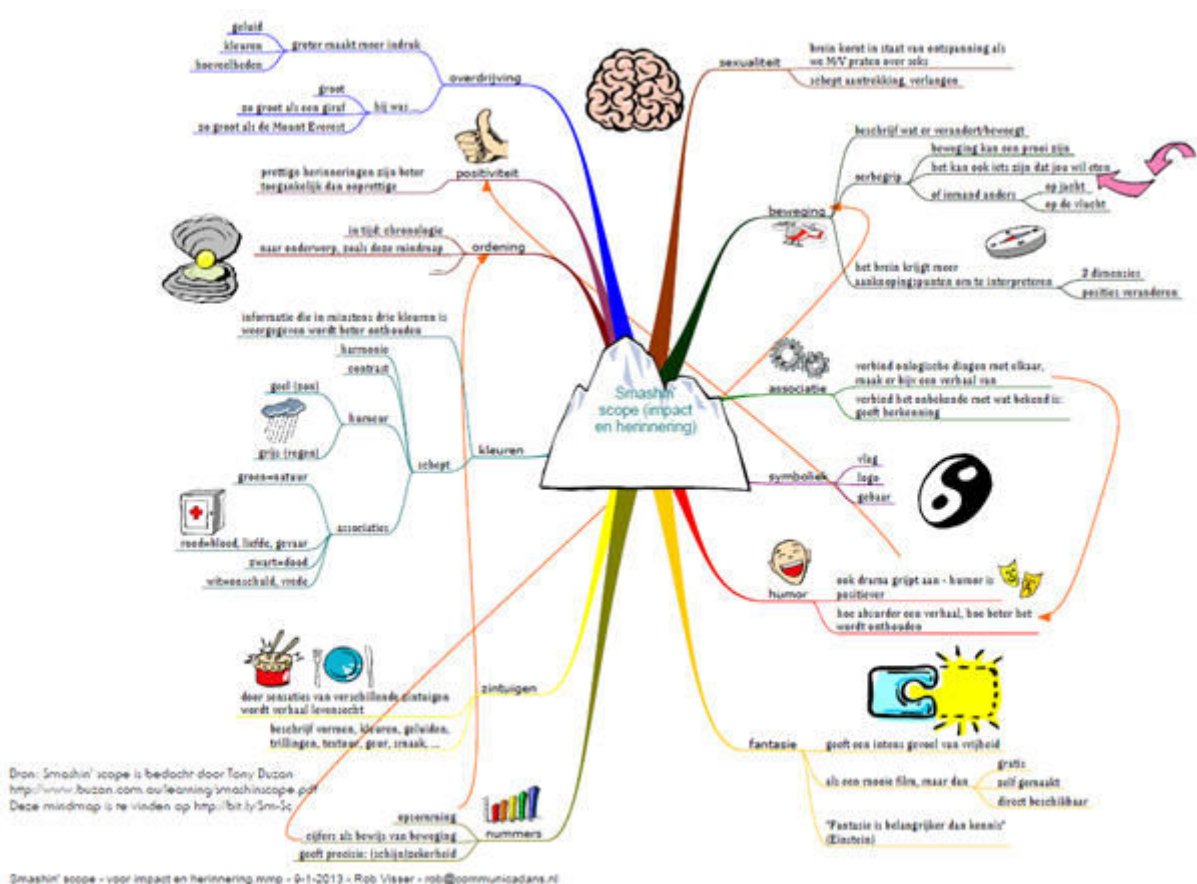 Smashin'
scope (impact
en herinnering)
overdrijving
groter maakt meer indruk
geluid
kleuren
hoeveelheden
hij was ...
groot
zo groot als een giraf
zo groot als de Mount Everest
positiviteit
prettige herinneringen zijn beter
toegankelijk dan onprettige
ordening
in tijd: chronologie
naar onderwerp, zoals deze mindmap
kleuren
informatie die in minstens drie kleuren is
weergegeven wordt beter onthouden
schept
harmonie
contrast
humeur
geel (zon)
grijs (regen)
associaties
groen=natuur
rood=bloed, liefde, gevaar
zwart=dood
wit=onschuld, vrede
zintuigen
door sensaties van verschillende zintuigen
wordt verhaal levensecht
beschrijf vormen, kleuren, geluiden,
trillingen, textuur, geur, smaak, ...
nummers
opsomming
cijfers als bewijs van beweging
geeft precisie: (schijn)zekerheid
sexualiteit
brein komt in staat van ontspanning als
we M/V praten over seks
schept aantrekking, verlangen
beweging
beschrijf wat er verandert/beweegt
oerbegrip
beweging kan een prooi zijn
het kan ook iets zijn dat jou wil eten
of iemand anders
op jacht
op de vlucht
het brein krijgt meer
aanknopingspunten om te interpreteren
3 dimensies
posities veranderen
associatie
verbind onlogische dingen met elkaar,
maak er bijv een verhaal van
verbind het onbekende met wat bekend is:
geeft herkenning
symboliek
vlag
logo
gebaar
humor
ook drama grijpt aan - humor is
positiever
hoe absurder een verhaal, hoe beter het
wordt onthouden
fantasie
geeft een intens gevoel van vrijheid
als een mooie film, maar dan
gratis
zelf gemaakt
direct beschikbaar
"Fantasie is belangrijker dan kennis"
(Einstein)
Bron: Smashin' scope is bedacht door Tony Buzan
http://www.buzan.com.au/learning/smashinscope.pdf
Deze mindmap is te vinden op http://bit.ly/Sm-Sc
Smashin' scope - voor impact en herinnering.mmp - 9-1-2013 - Rob Visser - rob@communicadans.nl